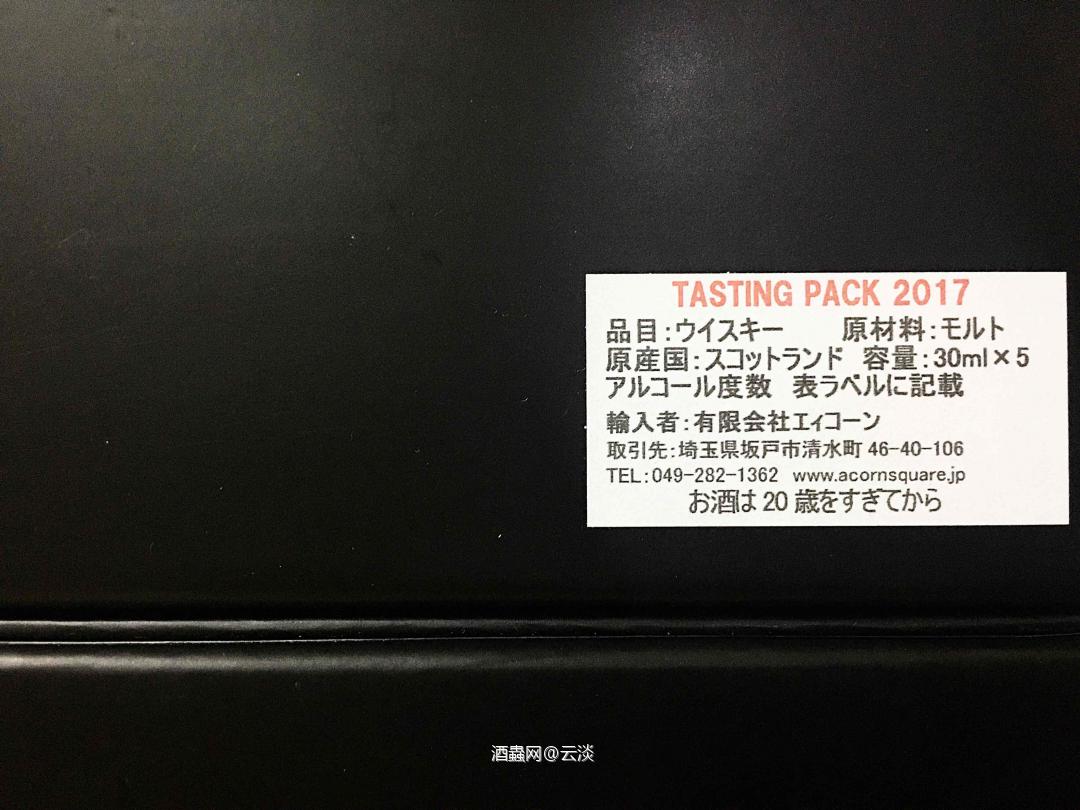 TASTING PACK 2017
品目：ウイスキー　　原材料：モルト
原産国：スコットランド　容量：30ml×5
アルコール度数　表ラベルに記載
輸入者：有限会社エィコーン
取引先：埼玉県坂戸市清水町 46-40-106
TEL：049-282-1362　www.acornsquare.jp
お酒は 20 歳をすぎてから
酒蟲网@云淡